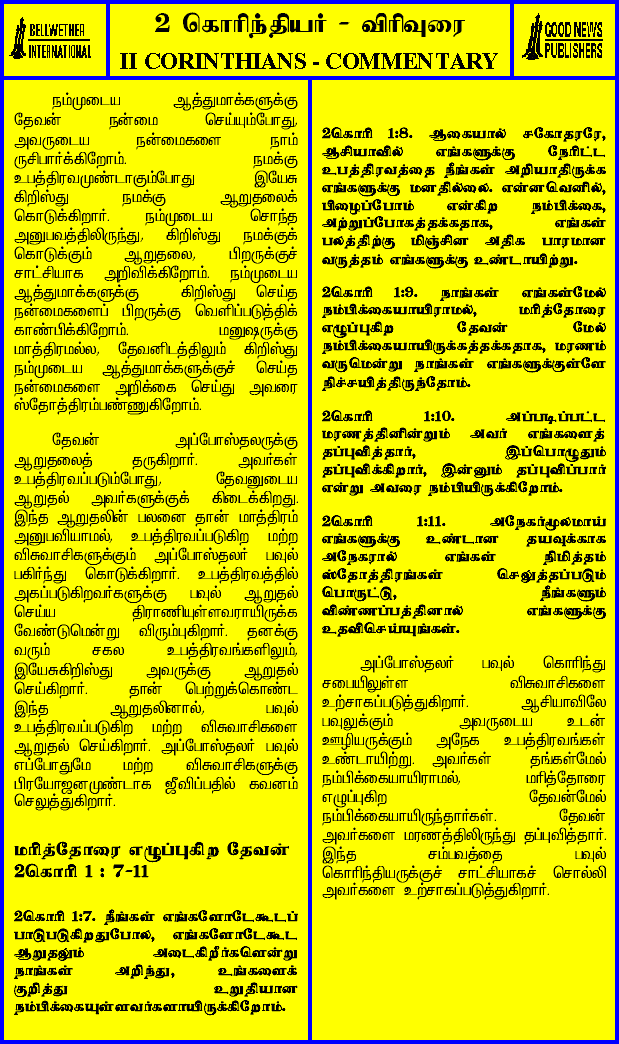 BELLWETHER
INTERNATIONAL
2 கொரிந்தியர் - விரிவுரை
II CORINTHIANS - COMMENTARY
GOOD NEWS
PUBLISHERS
நம்முடைய ஆத்துமாக்களுக்கு
தேவன் நன்மை செய்யும்போது,
அவருடைய நன்மைகளை நாம்
ருசிபார்க்கிறோம். நமக்கு
உபத்திரவமுண்டாகும்போது இயேசு
கிறிஸ்து நமக்கு ஆறுதலைக்
கொடுக்கிறார். நம்முடைய சொந்த
அனுபவத்திலிருந்து, கிறிஸ்து நமக்குக்
கொடுக்கும் ஆறுதலை, பிறருக்குச்
சாட்சியாக அறிவிக்கிறோம். நம்முடைய
ஆத்துமாக்களுக்கு கிறிஸ்து செய்த
நன்மைகளைப் பிறருக்கு வெளிப்படுத்திக்
காண்பிக்கிறோம். மனுஷருக்கு
மாத்திரமல்ல, தேவனிடத்திலும் கிறிஸ்து
நம்முடைய ஆத்துமாக்களுக்குச் செய்த
நன்மைகளை அறிக்கை செய்து அவரை
ஸ்தோத்திரம்பண்ணுகிறோம்.
தேவன் அப்போஸ்தலருக்கு
ஆறுதலைத் தருகிறார். அவர்கள்
உபத்திரவப்படும்போது, தேவனுடைய
ஆறுதல் அவர்களுக்குக் கிடைக்கிறது.
இந்த ஆறுதலின் பலனை தான் மாத்திரம்
அனுபவியாமல், உபத்திரவப்படுகிற மற்ற
விசுவாசிகளுக்கும் அப்போஸ்தலர் பவுல்
பகிர்ந்து கொடுக்கிறார். உபத்திரவத்தில்
அகப்படுகிறவர்களுக்கு பவுல் ஆறுதல்
செய்ய திராணியுள்ளவராயிருக்க
வேண்டுமென்று விரும்புகிறார். தனக்கு
வரும் சகல உபத்திரவங்களிலும்,
இயேசுகிறிஸ்து அவருக்கு ஆறுதல்
செய்கிறார். தான் பெற்றுக்கொண்ட
இந்த ஆறுதலினால், பவுல்
உபத்திரவப்படுகிற மற்ற விசுவாசிகளை
ஆறுதல் செய்கிறார். அப்போஸ்தலர் பவுல்
எப்போதுமே மற்ற விசுவாசிகளுக்கு
பிரயோஜனமுண்டாக ஜீவிப்பதில் கவனம்
செலுத்துகிறார்.
மரித்தோரை எழுப்புகிற தேவன்
2கொரி 1 : 7-11
2கொரி 1:7. நீங்கள் எங்களோடேகூடப்
பாடுபடுகிறதுபோல, எங்களோடேகூட
ஆறுதலும் அடைகிறீர்களென்று
நாங்கள் அறிந்து, உங்களைக்
குறித்து உறுதியான
நம்பிக்கையுள்ளவர்களாயிருக்கிறோம்.
2கொரி 1:8. ஆகையால் சகோதரரே,
ஆசியாவில் எங்களுக்கு நேரிட்ட
உபத்திரவத்தை நீங்கள் அறியாதிருக்க
எங்களுக்கு மனதில்லை. என்னவெனில்,
பிழைப்போம் என்கிற நம்பிக்கை,
அற்றுப்போகத்தக்கதாக, எங்கள்
பலத்திற்கு மிஞ்சின அதிக பாரமான
வருத்தம் எங்களுக்கு உண்டாயிற்று.
2கொரி 1:9. நாங்கள் எங்கள்மேல்
நம்பிக்கையாயிராமல், மரித்தோரை
எழுப்புகிற தேவன் மேல்
நம்பிக்கையாயிருக்கத்தக்கதாக, மரணம்
வருமென்று நாங்கள் எங்களுக்குள்ளே
நிச்சயித்திருந்தோம்.
2கொரி 1:10. அப்படிப்பட்ட
மரணத்தினின்றும் அவர் எங்களைத்
தப்புவித்தார், இப்பொழுதும்
தப்புவிக்கிறார், இன்னும் தப்புவிப்பார்
என்று அவரை நம்பியிருக்கிறோம்.
2கொரி 1:11. அநேகர்மூலமாய்
எங்களுக்கு உண்டான தயவுக்காக
அநேகரால் எங்கள் நிமித்தம்
ஸ்தோத்திரங்கள் செலுத்தப்படும்
பொருட்டு, நீங்களும்
விண்ணப்பத்தினால் எங்களுக்கு
உதவிசெய்யுங்கள்.
அப்போஸ்தலர் பவுல் கொரிந்து
சபையிலுள்ள விசுவாசிகளை
உற்சாகப்படுத்துகிறார். ஆசியாவிலே
பவுலுக்கும் அவருடைய உடன்
ஊழியருக்கும் அநேக உபத்திரவங்கள்
உண்டாயிற்று. அவர்கள் தங்கள்மேல்
நம்பிக்கையாயிராமல், மரித்தோரை
எழுப்புகிற தேவன்மேல்
நம்பிக்கையாயிருந்தார்கள். தேவன்
அவர்களை மரணத்திலிருந்து தப்புவித்தார்.
இந்த சம்பவத்தை பவுல்
கொரிந்தியருக்குச் சாட்சியாகச் சொல்லி
அவர்களை உற்சாகப்படுத்துகிறார்.